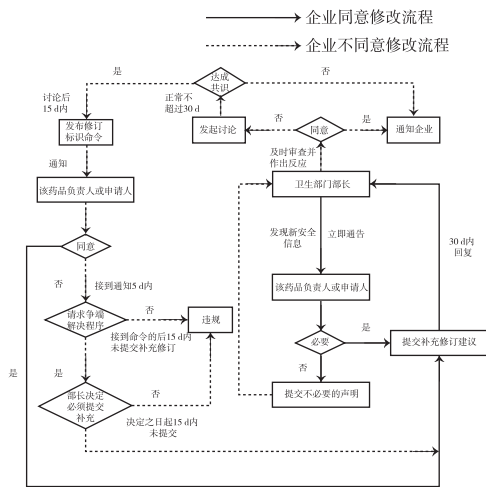 企业同意修改流程
企业不同意修改流程
是
达成
共识
否
讨论后
15 d内
正常不
超过30 d
发布修订
标识命令
发起讨论
否
同意
是
通知企业
及时审查并
作出反应
通知
该药品负责人或申请人
卫生部门部长
同意
发现新安全
信息
立即通告
30 d内
回复
否
接到通知5 d内
该药品负责人或申请人
请求争端
解决程序
否
违规
接到命令的后15 d内
未提交补充修订
必要
是
提交补充修订建议
是
是
否
部长决定
必须提交
补充
否
提交不必要的声明
决定之日起15 d内
未提交